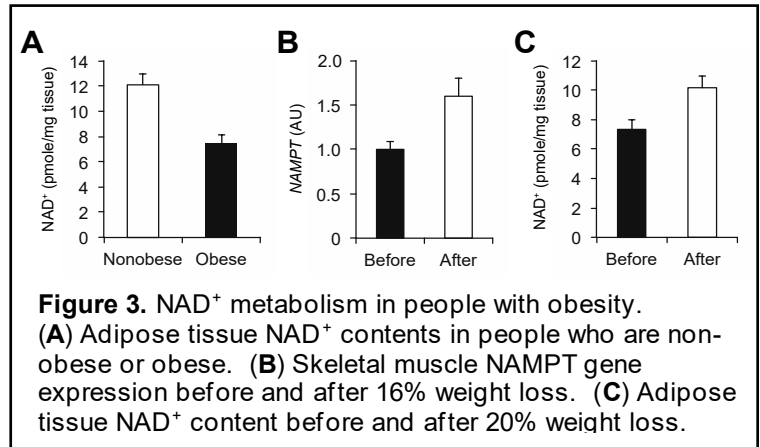 A
NAD⁺ (pmole/mg tissue)
14
12
10
8
6
4
2
0
Nonobese Obese
B
NAMPT (AU)
2.0
1.5
1.0
0.5
0.0
Before After
C
NAD⁺ (pmole/mg tissue)
12
10
8
6
4
2
0
Before After
Figure 3. NAD⁺ metabolism in people with obesity.
(A) Adipose tissue NAD⁺ contents in people who are non-
obese or obese. (B) Skeletal muscle NAMPT gene
expression before and after 16% weight loss. (C) Adipose
tissue NAD⁺ content before and after 20% weight loss.